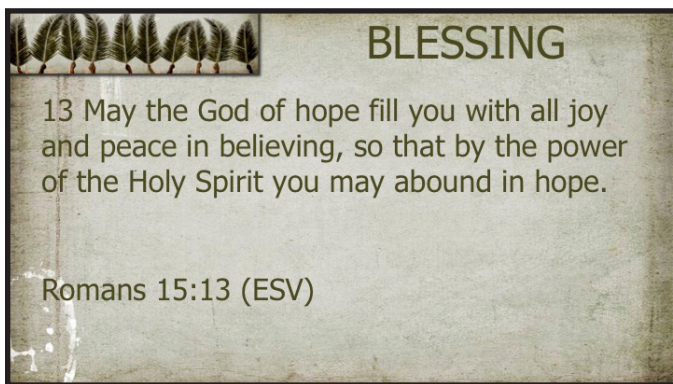 BLESSING
13 May the God of hope fill you with all joy
and peace in believing, so that by the power
of the Holy Spirit you may abound in hope.
Romans 15:13 (ESV)